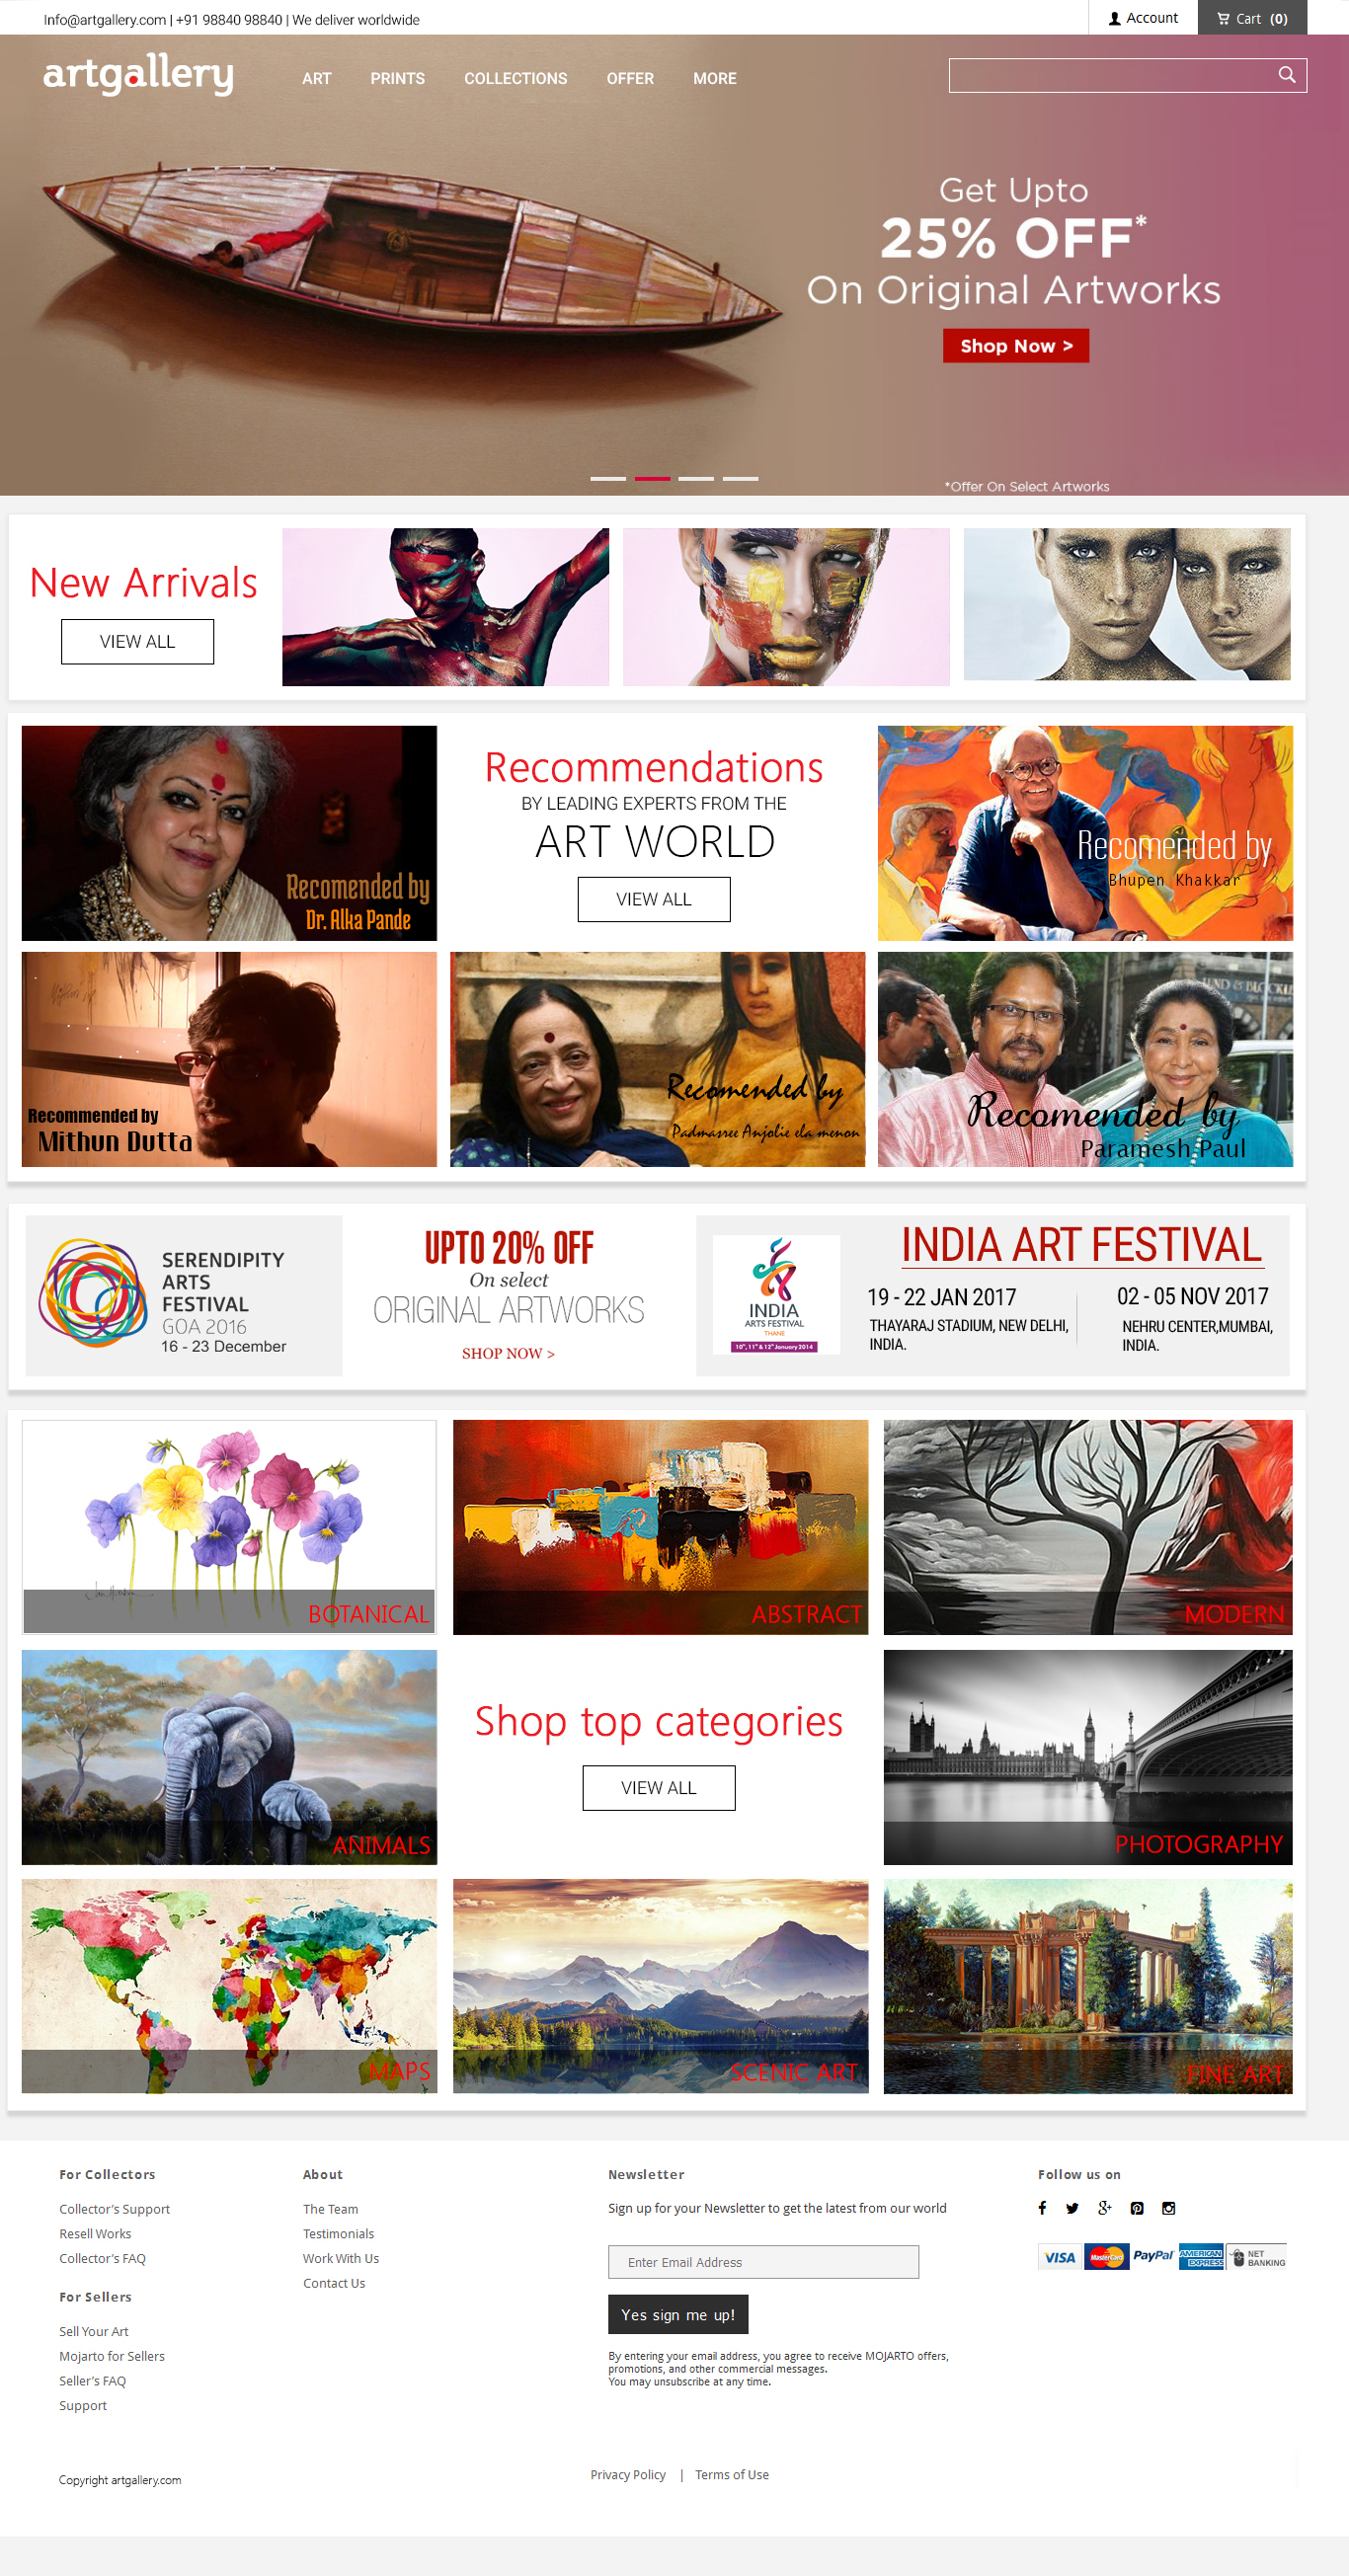 Info@artgallery.com | +91 98840 98840 | We deliver worldwide
Account
Cart (0)
artgallery
ART PRINTS COLLECTIONS OFFER MORE
Get Upto
25% OFF*
On Original Artworks
Shop Now >
*Offer On Select Artworks
New Arrivals
VIEW ALL
Recomended by
Dr. Alka Pande
Recommendations
BY LEADING EXPERTS FROM THE
ART WORLD
VIEW ALL
Recomended by
Bhupen Khakkar
Recommended by
Mithun Dutta
Recomended by
Padmasree Anjolie ela menon
Recomended by
Paramesh Paul
SERENDIPITY
ARTS
FESTIVAL
GOA 2016
16 - 23 December
UPTO 20% OFF
On select
ORIGINAL ARTWORKS
SHOP NOW >
INDIA
ARTS FESTIVAL
THANE
10th, 11th & 12th January 2014
INDIA ART FESTIVAL
19 - 22 JAN 2017
THAYARAJ STADIUM, NEW DELHI,
INDIA.
02 - 05 NOV 2017
NEHRU CENTER,MUMBAI,
INDIA.
BOTANICAL
ABSTRACT
MODERN
ANIMALS
Shop top categories
VIEW ALL
PHOTOGRAPHY
MAPS
SCENIC ART
FINE ART
For Collectors
Collector's Support
Resell Works
Collector's FAQ
For Sellers
Sell Your Art
Mojarto for Sellers
Seller's FAQ
Support
About
The Team
Testimonials
Work With Us
Contact Us
Newsletter
Sign up for your Newsletter to get the latest from our world
Enter Email Address
Yes sign me up!
By entering your email address, you agree to receive MOJARTO offers,
promotions, and other commercial messages.
You may unsubscribe at any time.
Follow us on
VISA
MasterCard
PayPal
AMERICAN
EXPRESS
NET
BANKING
Copyright artgallery.com
Privacy Policy | Terms of Use